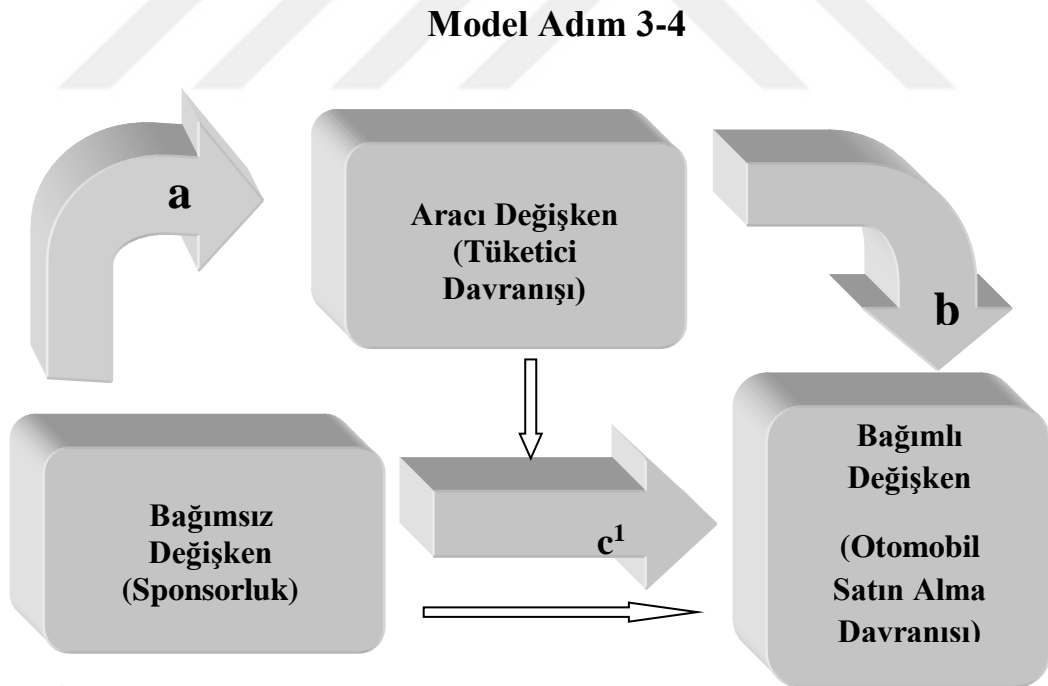 Model Adım 3-4
a
Aracı Değişken
(Tüketici
Davranışı)
b
Bağımsız
Değişken
(Sponsorluk)
c¹
Bağımlı
Değişken
(Otomobil
Satın Alma
Davranışı)